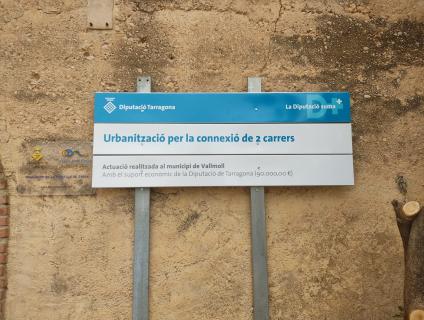 Diputació Tarragona
La Diputació suma
D+
Urbanització per la connexió de 2 carrers
Actuació realitzada al municipi de Vallmoll
Amb el suport econòmic de la Diputació de Tarragona (90.000,00 €)